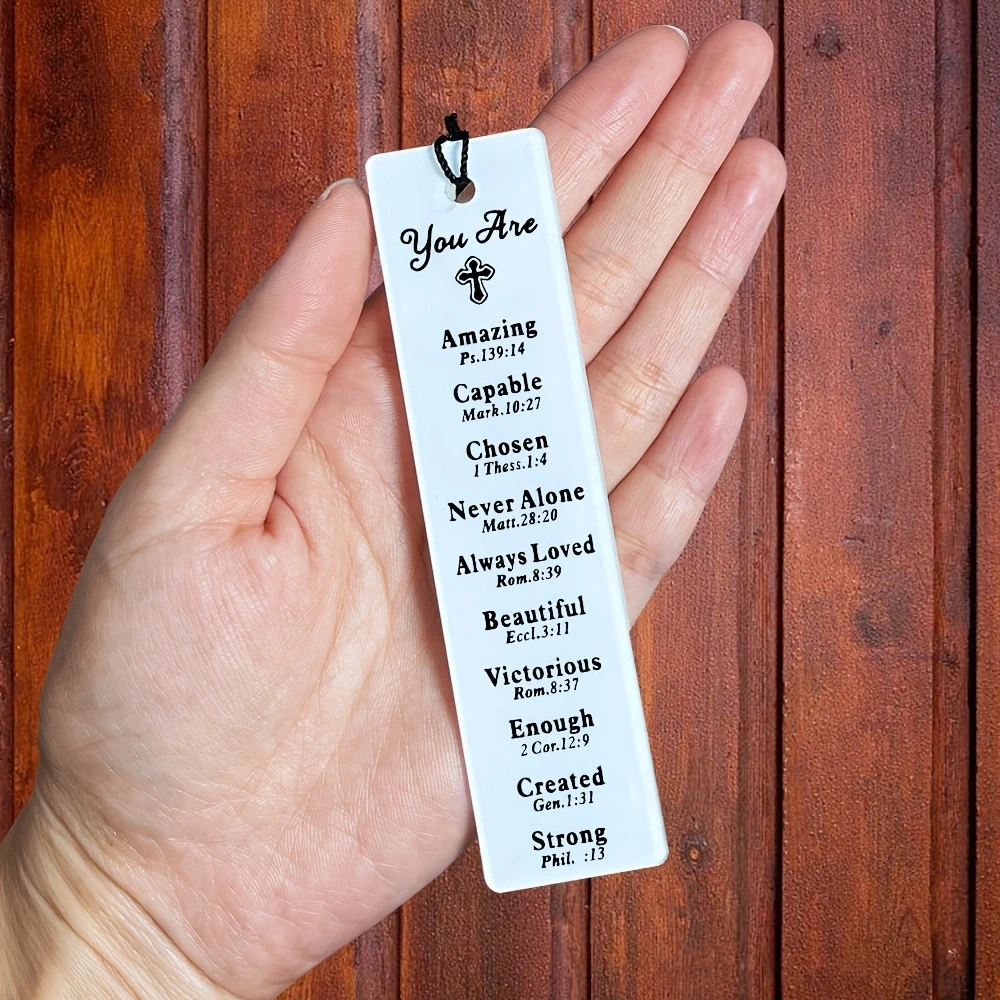 You Are
Amazing
Ps.139:14
Capable
Mark.10:27
Chosen
1 Thess.1:4
Never Alone
Matt.28:20
Always Loved
Rom.8:39
Beautiful
Eccl.3:11
Victorious
Rom.8:37
Enough
2 Cor.12:9
Created
Gen.1:31
Strong
Phil. :13